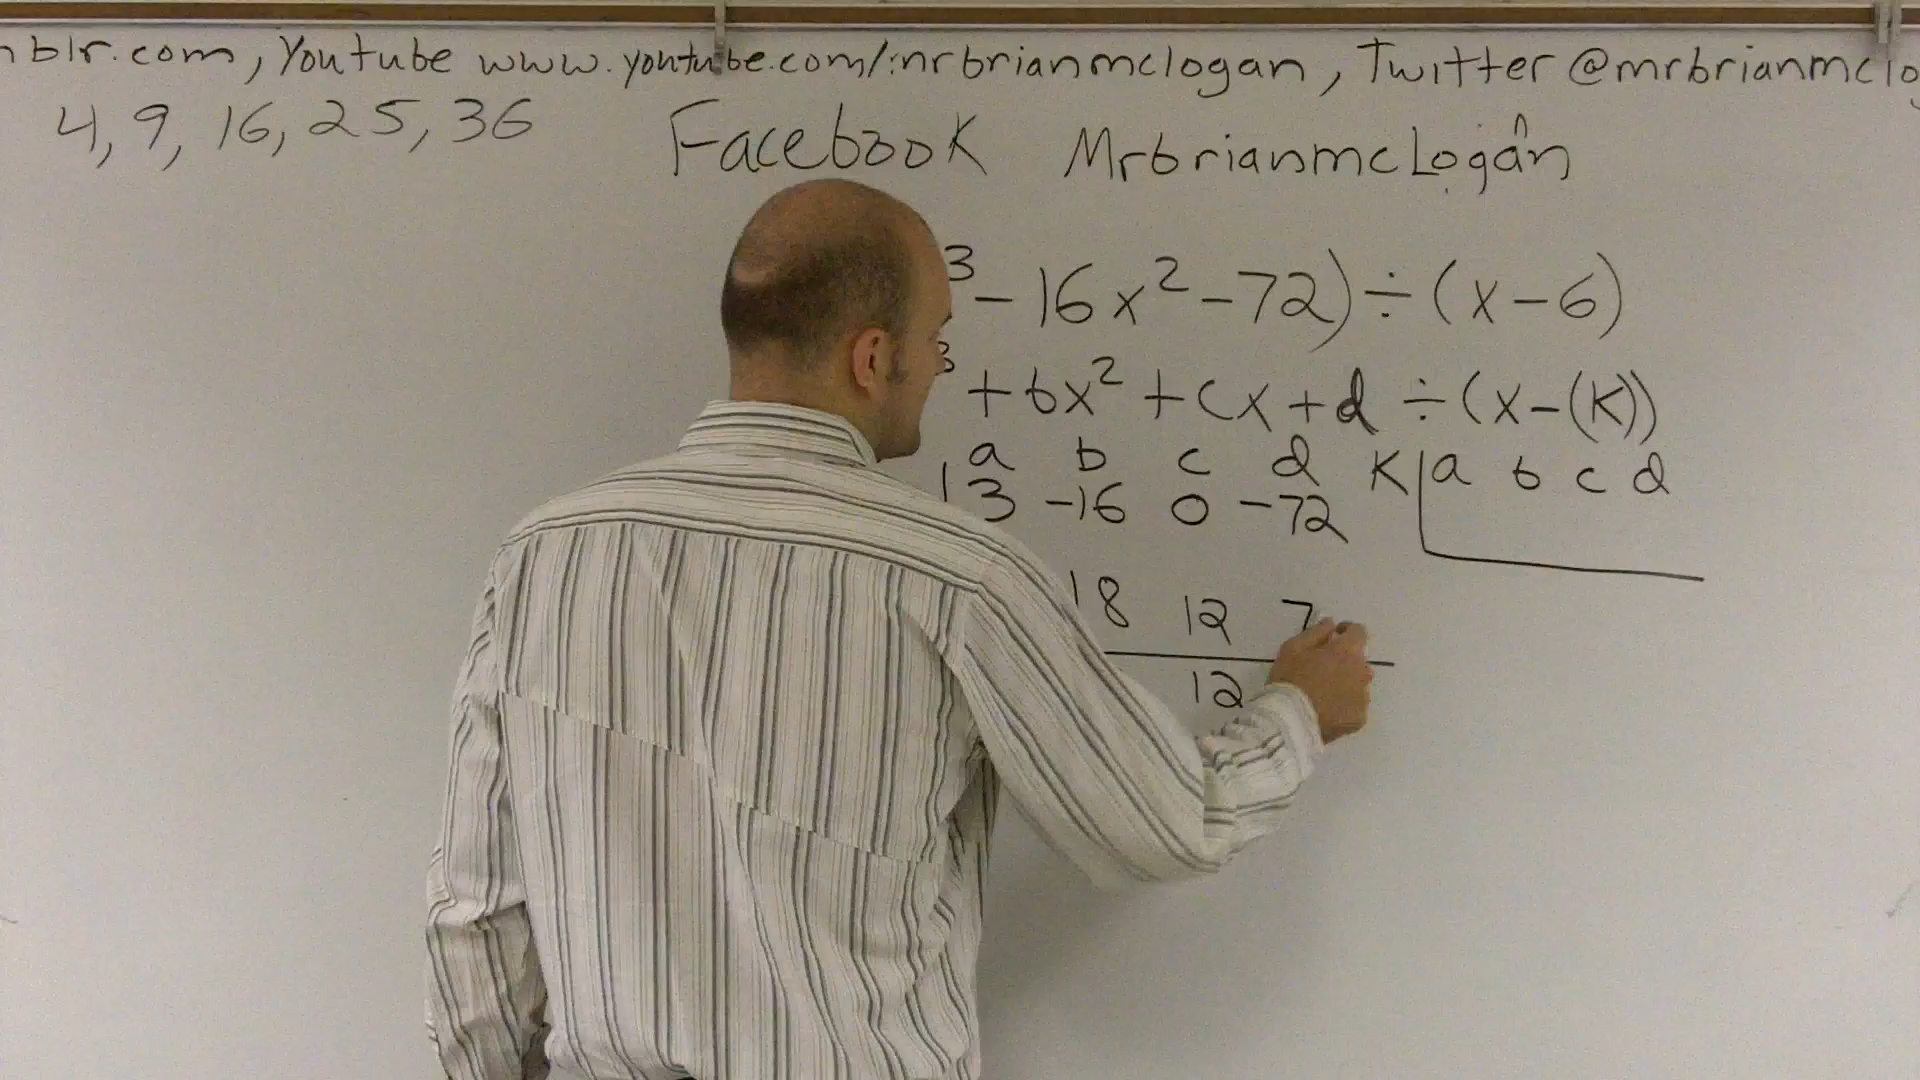 mblr.com, Youtube www.youtube.com/mrbrianmclogan, Twitter @mrbrianmclo
4, 9, 16, 25, 36 Facebook MrbrianmcLogan
3 - 16x² - 72) ÷ (x - 6)
3 + bx² + cx + d ÷ (x - (K))
a b c d K| a b c d
3 -16 0 -72
18 12 7
12